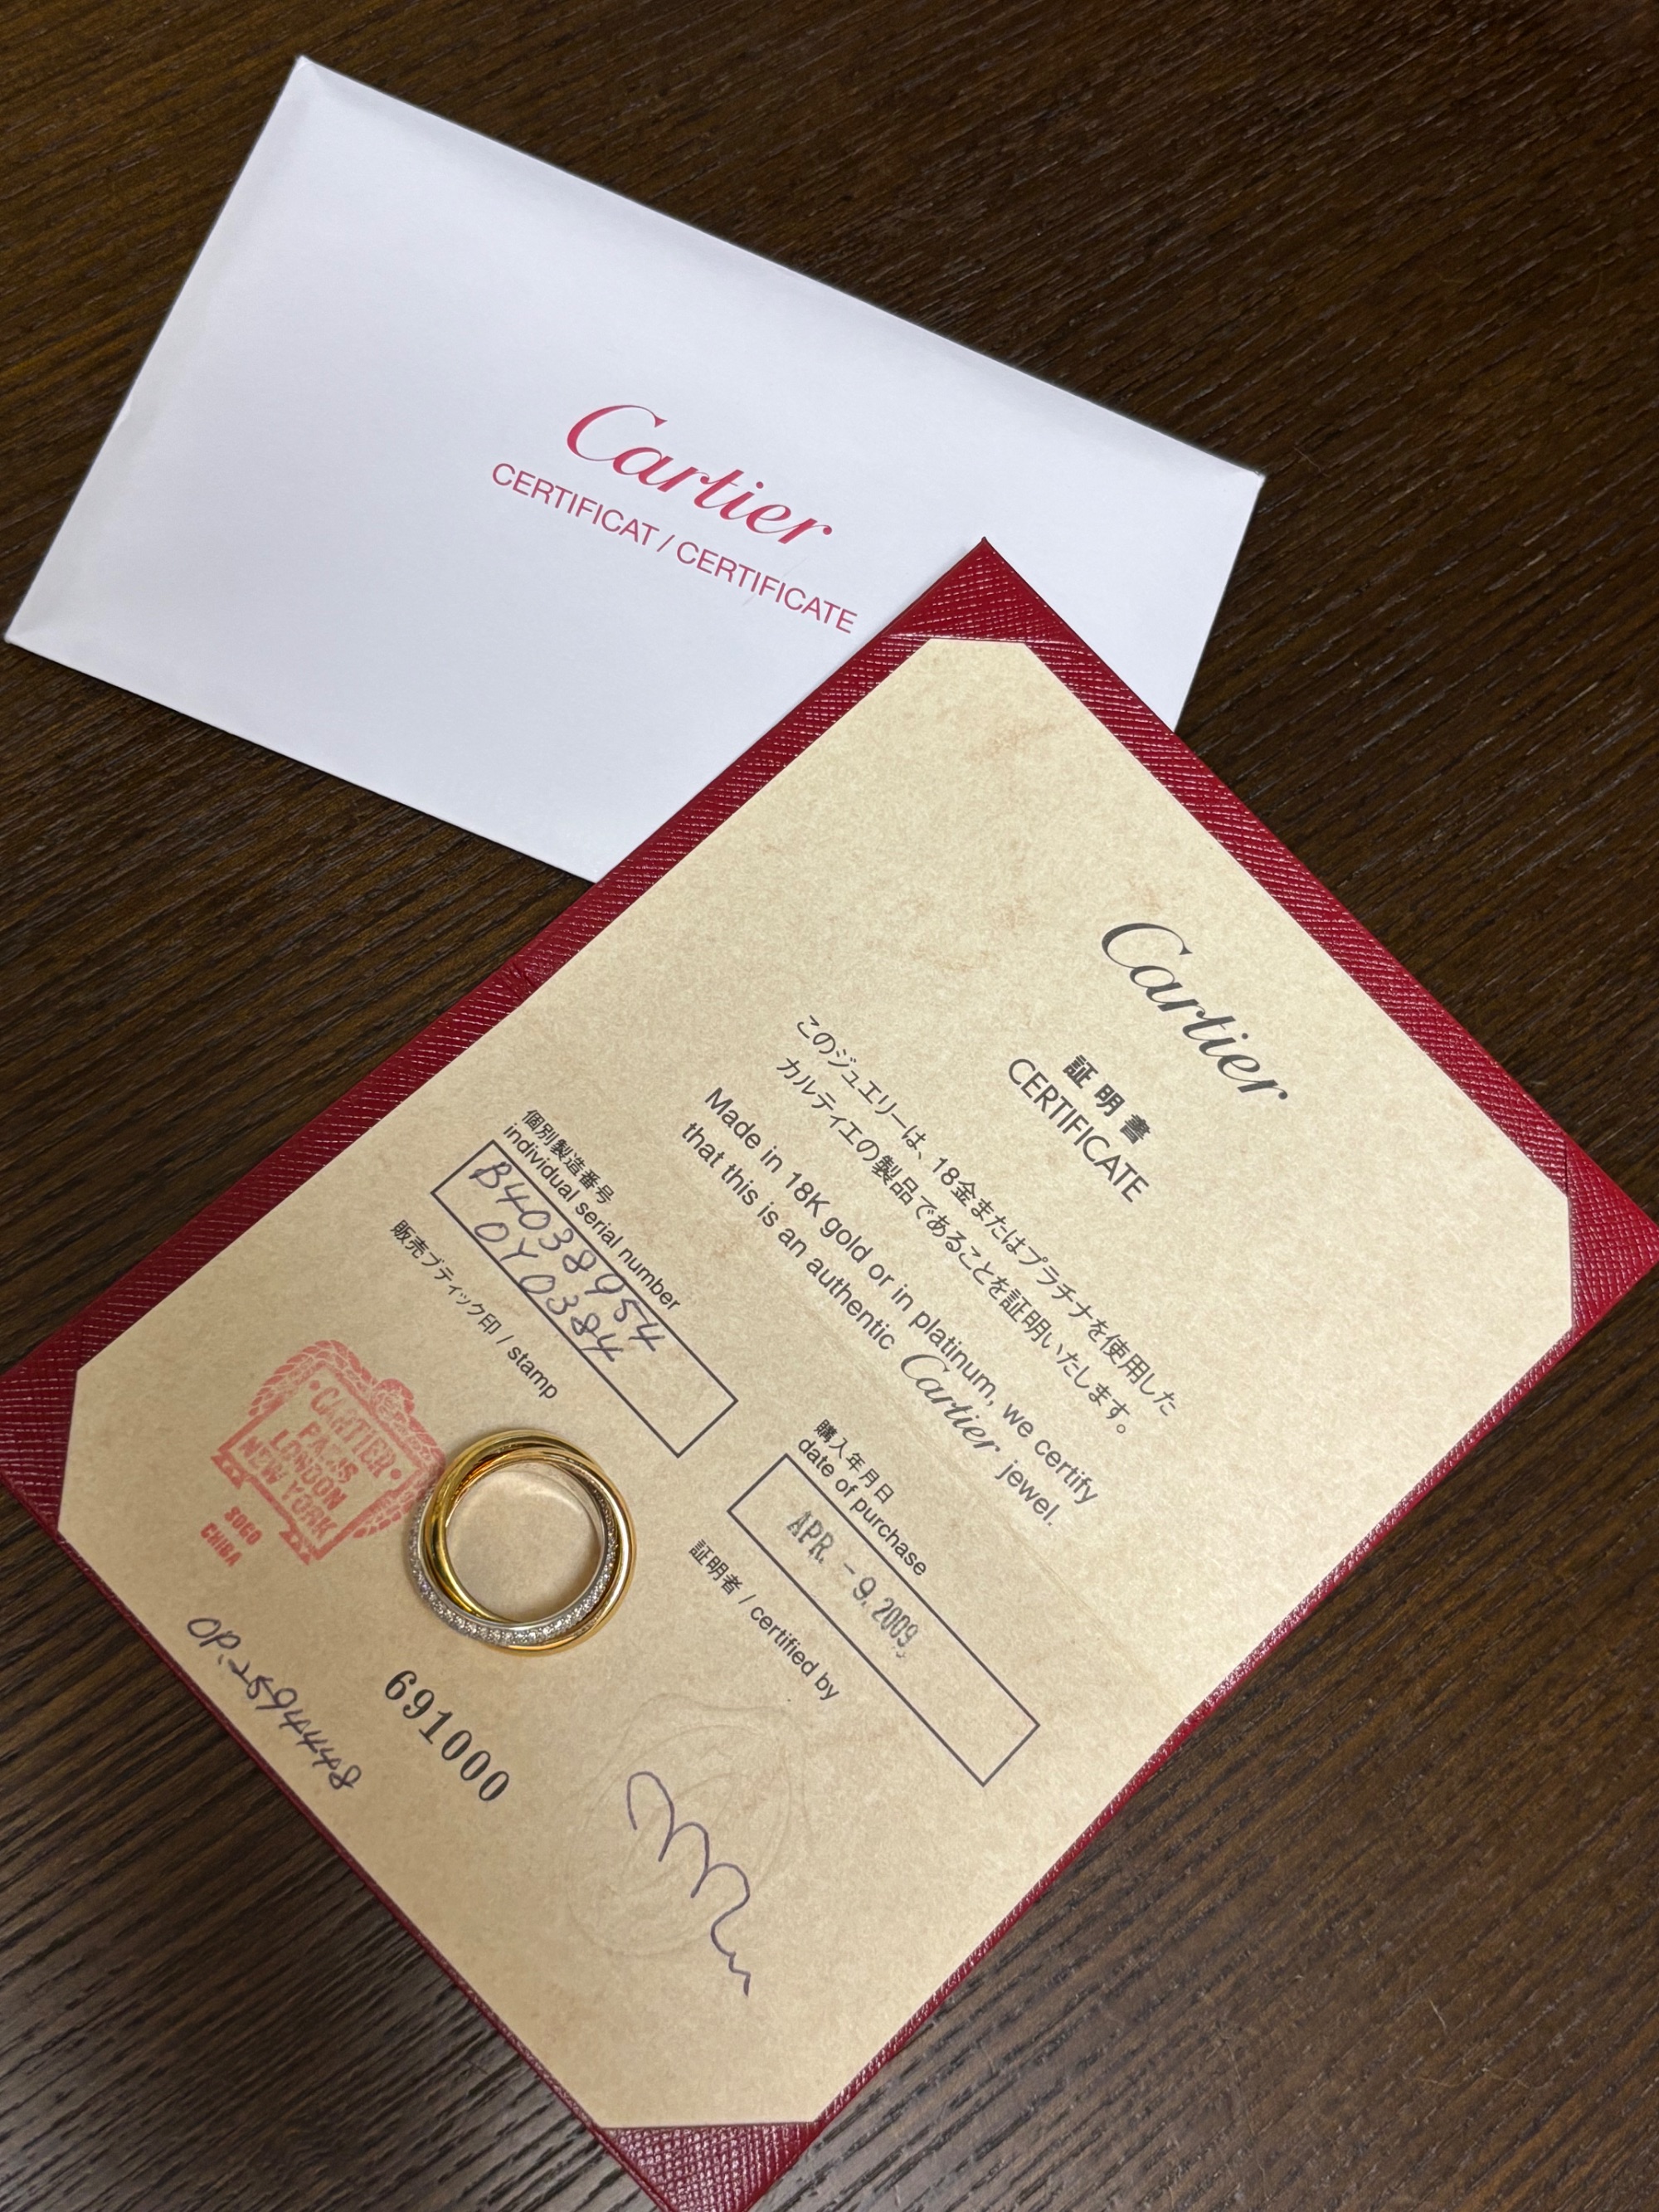 Cartier
CERTIFICAT / CERTIFICATE
Cartier
証明書
CERTIFICATE
このジュエリーは、18金またはプラチナを使用した
カルティエの製品であることを証明いたします。
Made in 18K gold or in platinum, we certify
that this is an authentic Cartier jewel.
個別製造番号
individual serial number
B4038954
OY0384
販売ブティック印 / stamp
CARTIER
PARIS
LONDON
NEW YORK
SOGO
CHIBA
購入年月日
date of purchase
APR. -9. 2009
証明者 / certified by
OP.2594448
691000